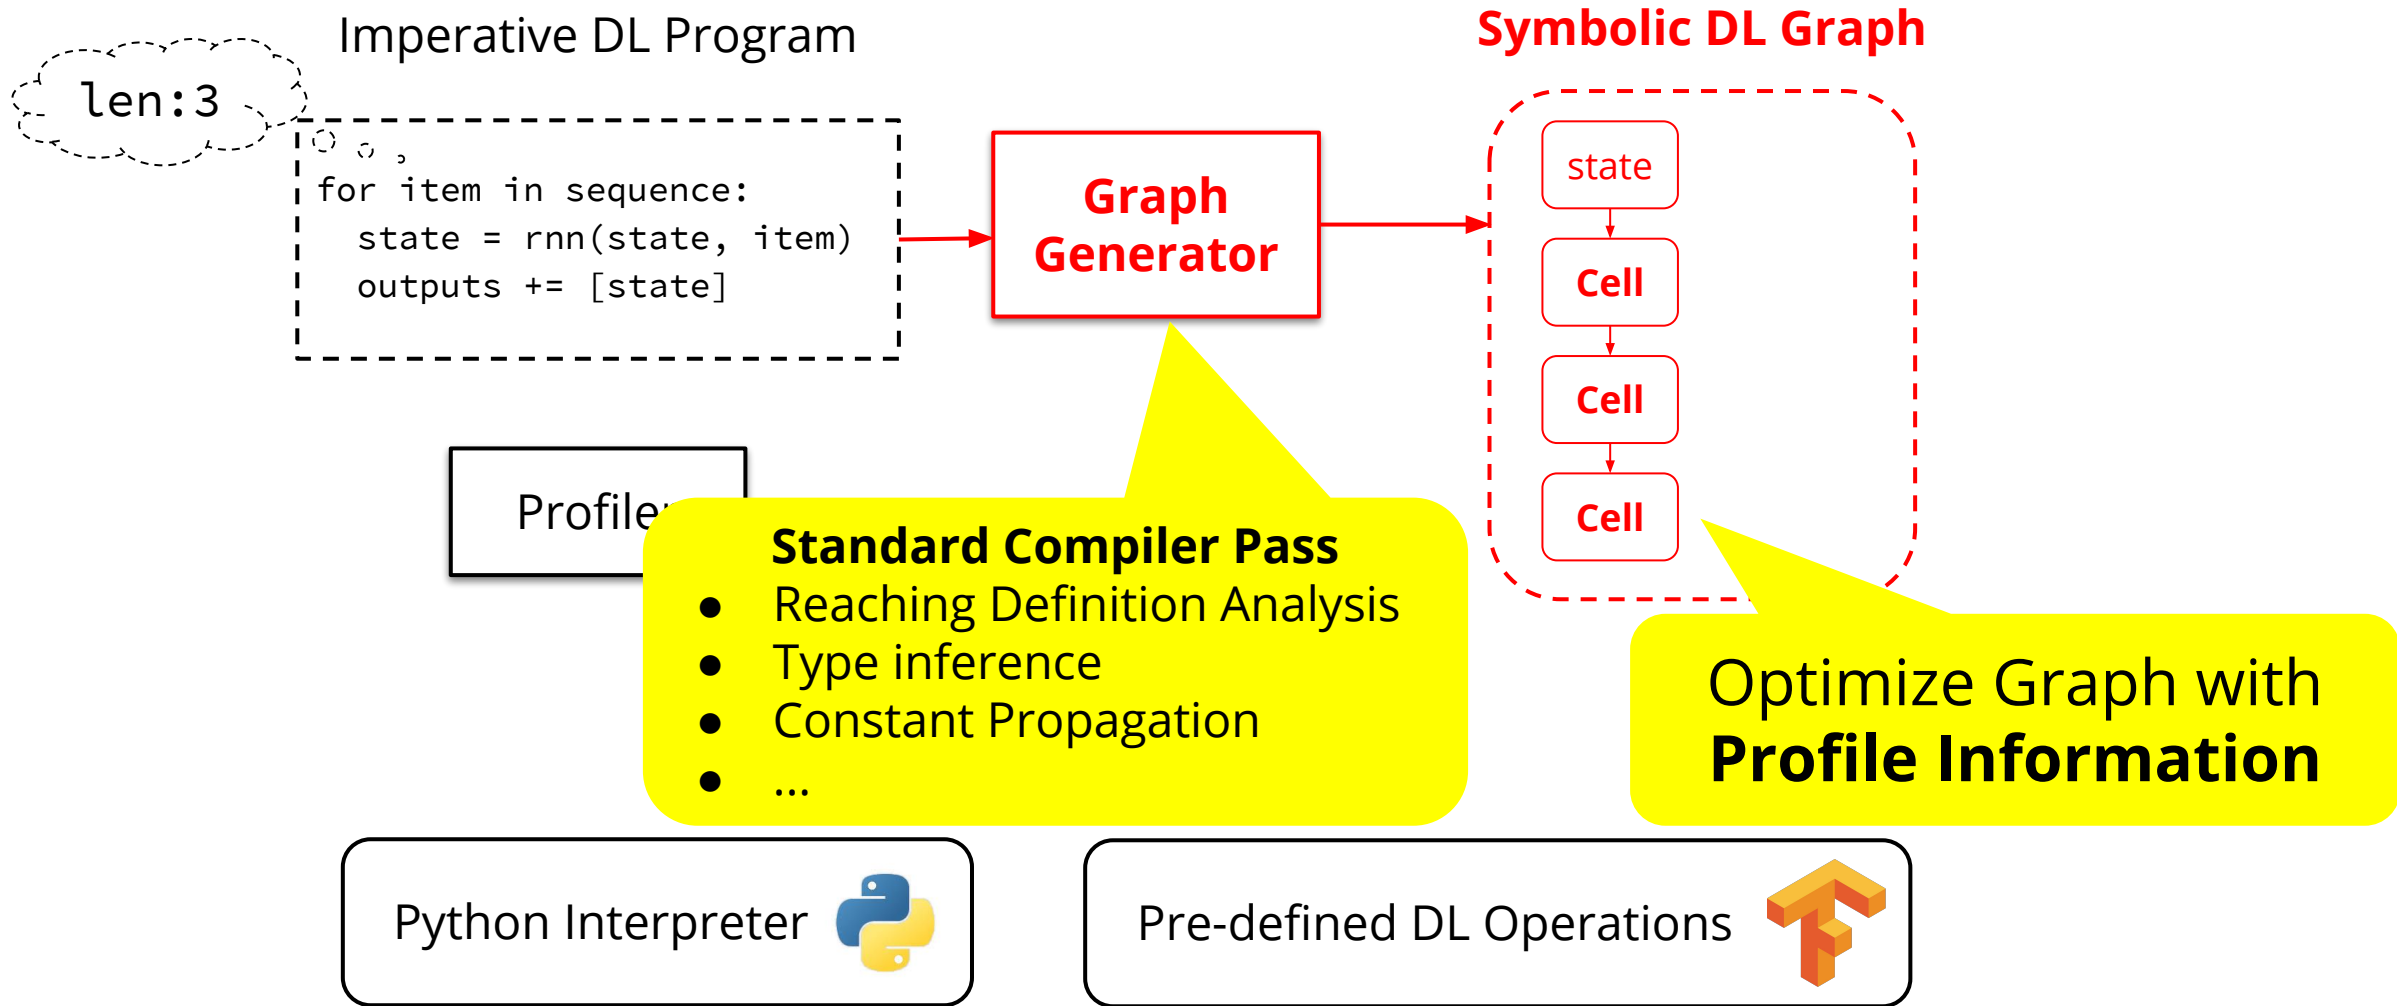 Imperative DL Program
Symbolic DL Graph
len:3
for item in sequence:
  state = rnn(state, item)
  outputs += [state]
Graph
Generator
state
Cell
Cell
Cell
Profiler
Standard Compiler Pass
● Reaching Definition Analysis
● Type inference
● Constant Propagation
● ...
Optimize Graph with
Profile Information
Python Interpreter
Pre-defined DL Operations